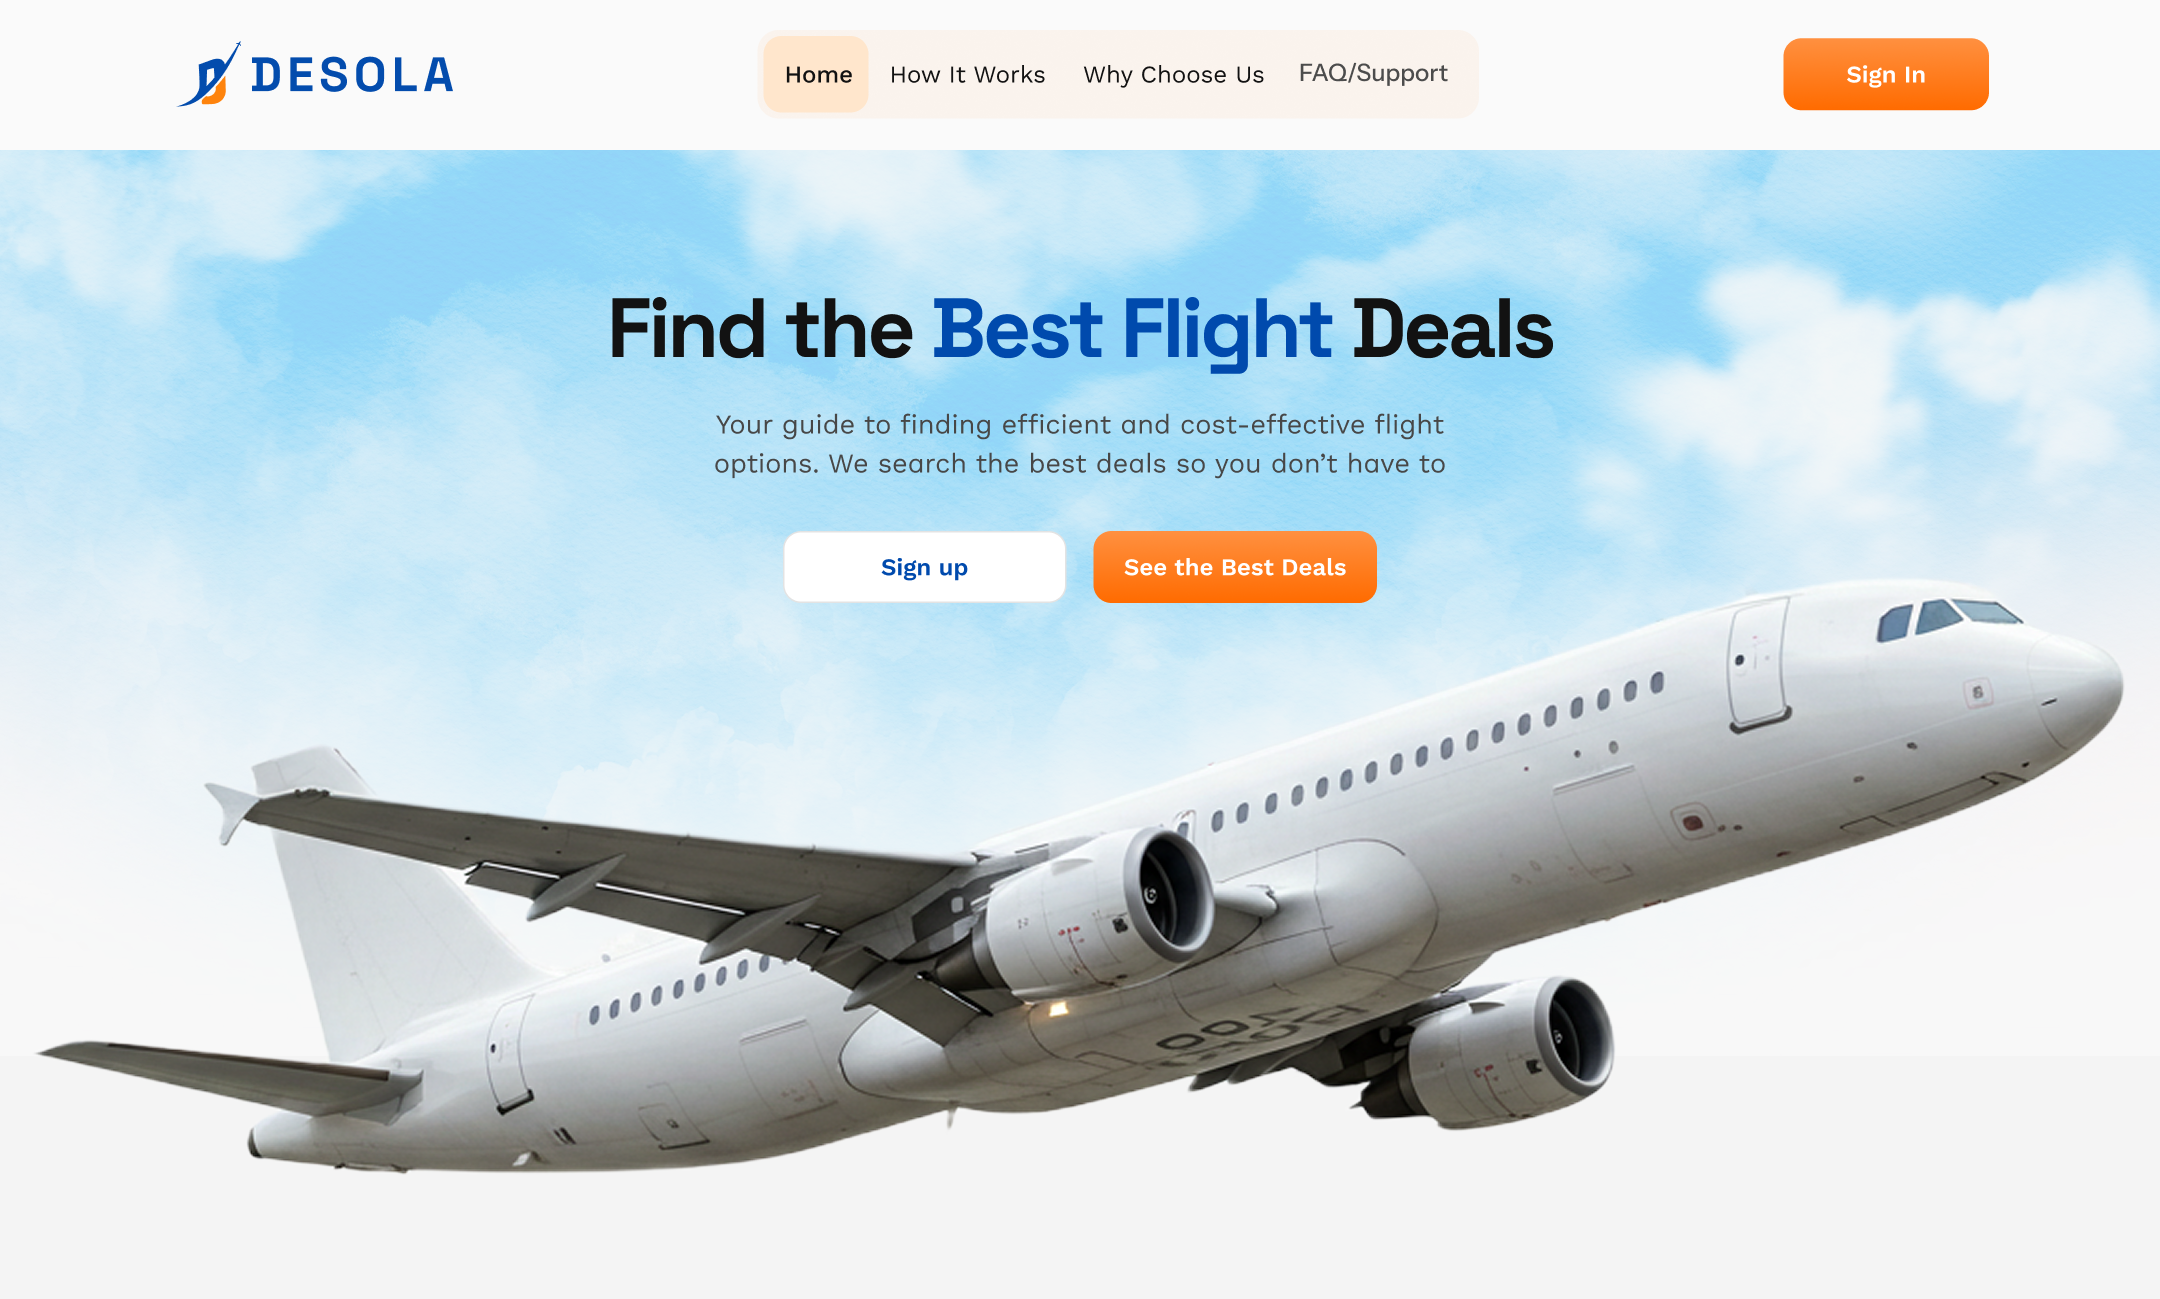 DESOLA
Home
How It Works
Why Choose Us
FAQ/Support
Sign In
Find the Best Flight Deals
Your guide to finding efficient and cost-effective flight
options. We search the best deals so you don’t have to
Sign up
See the Best Deals